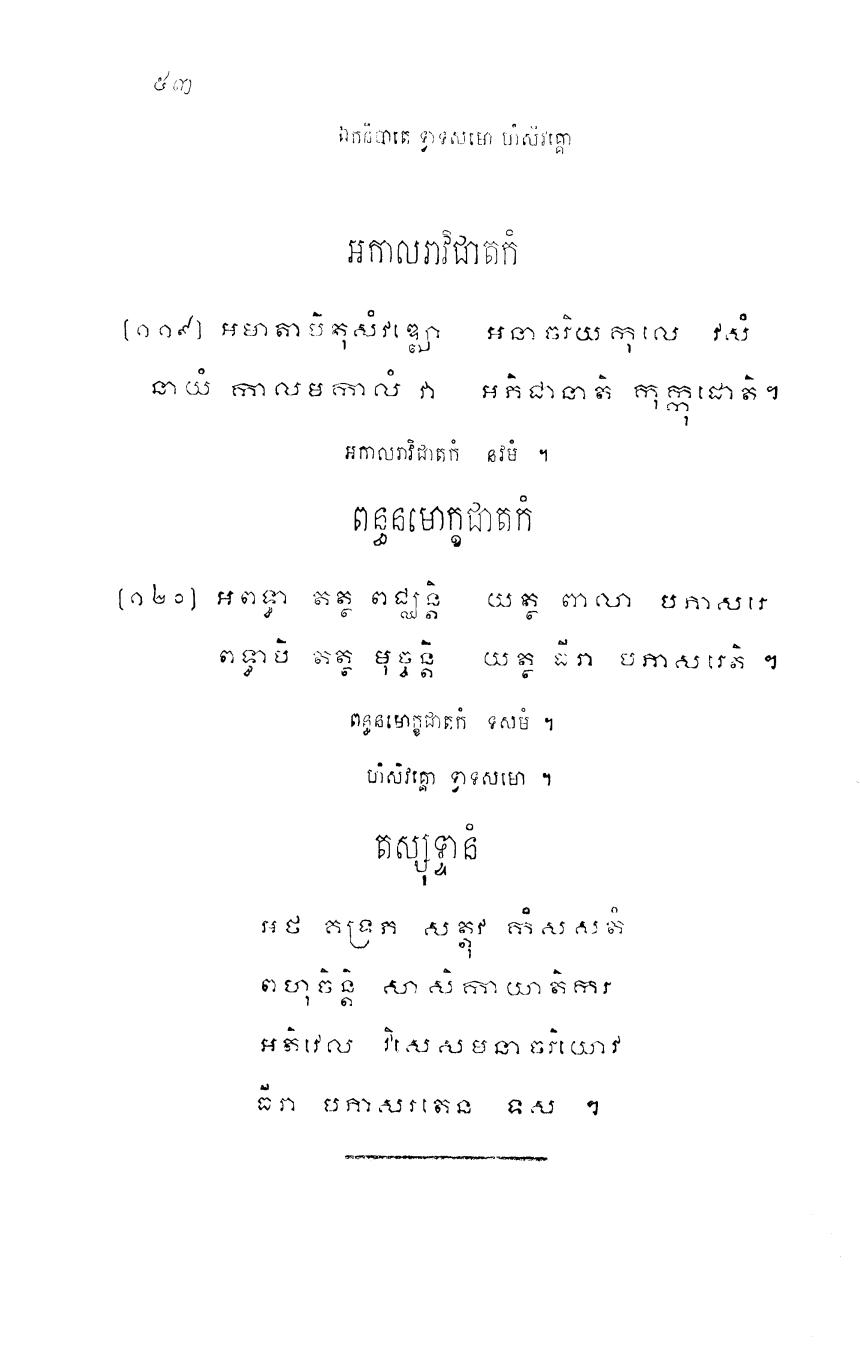 ៥៣
ឯកនិបាតេ ទ្វាទសមោ ហំសិវគ្គោ
អកាលរាវិជាតកំ
(១១៩) អមាតាបិតុសំវឌ្ឍោ អនាចរិយកុលេ វសំ
នាយំ កាលមកាលំ វា អភិជានាតិ កុក្កុដោតិ។
អកាលរាវិជាតកំ នវមំ ។
ពន្ធនមោក្ខជាតកំ
(១២០) អពទ្ធា តត្ថ ពជ្ឈន្តិ យត្ថ ពាលា បភាសរេ
ពទ្ធាបិ តត្ថ មុច្ចន្តិ យត្ថ ធីរា បភាសរេតិ ។
ពន្ធនមោក្ខជាតកំ ទសមំ ។
ហំសិវគ្គោ ទ្វាទសមោ ។
តស្សុទ្ទានំ
អថ គទ្រភ សត្តុវ កំសសតំ
ពហុចិន្តិ សាសិកាយាតិករ
អតិវេល វិសេសមនាចរិយោវ
ធីរា បភាសរតេន ទស ។